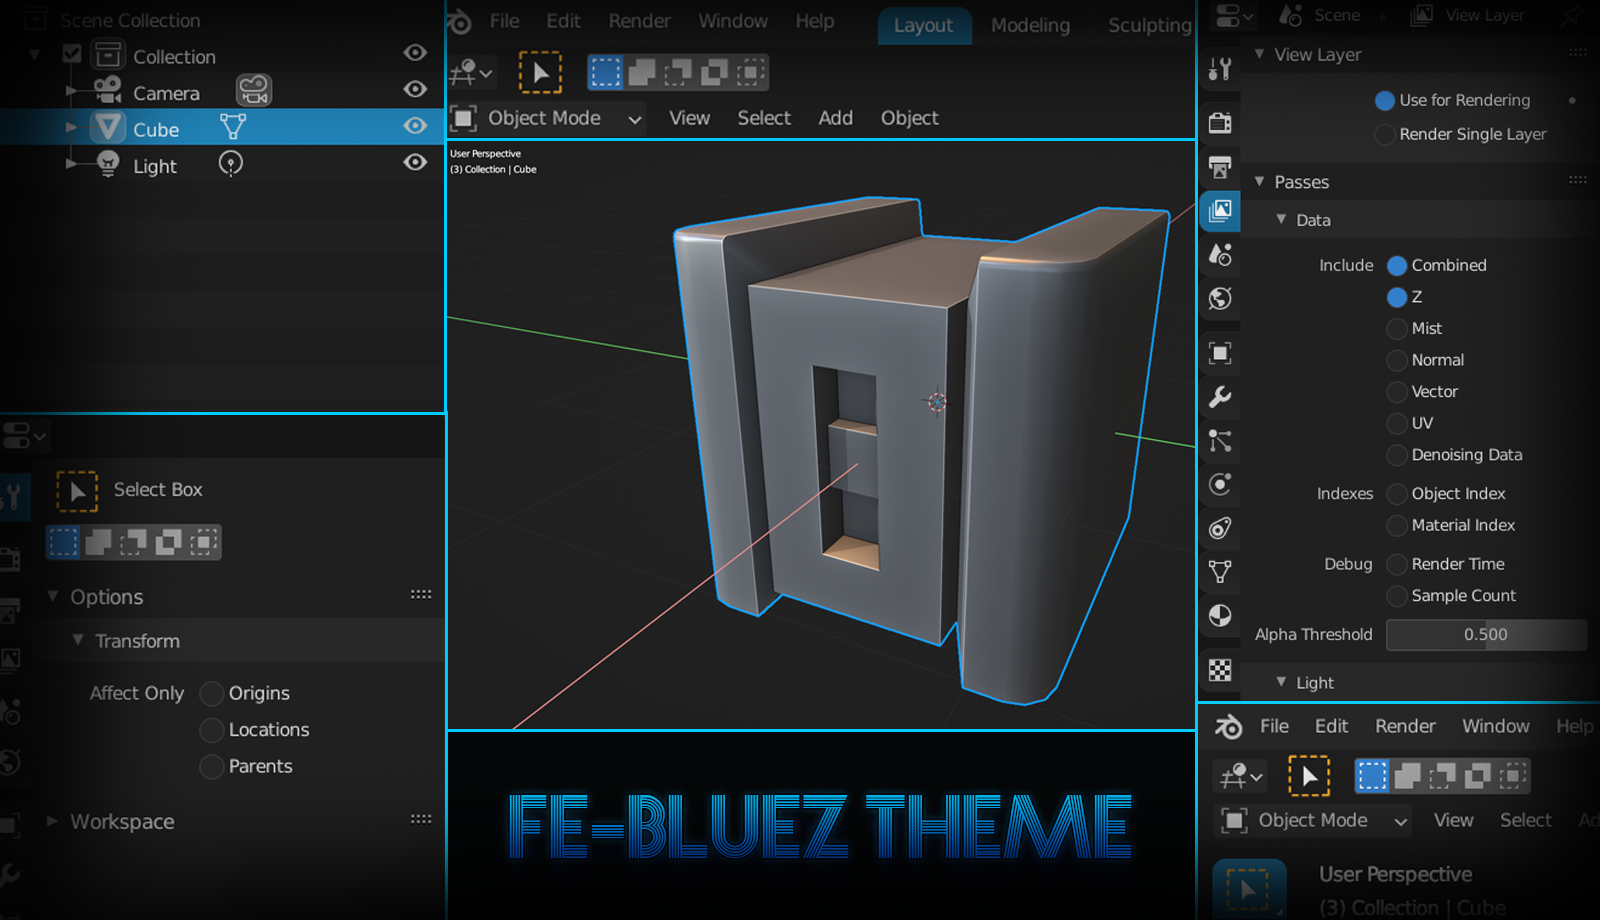 Scene Collection
Collection
Camera
Cube
Light
Select Box
Options
Transform
Affect Only Origins
Locations
Parents
Workspace
File Edit Render Window Help Layout Modeling Sculpting
Object Mode View Select Add Object
User Perspective
(3) Collection | Cube
FE-BLUEZ THEME
Scene View Layer
View Layer
Use for Rendering
Render Single Layer
Passes
Data
Include Combined
Z
Mist
Normal
Vector
UV
Denoising Data
Indexes Object Index
Material Index
Debug Render Time
Sample Count
Alpha Threshold 0.500
Light
File Edit Render Window Help
Object Mode View Select Ad
User Perspective
(3) Collection | Cube